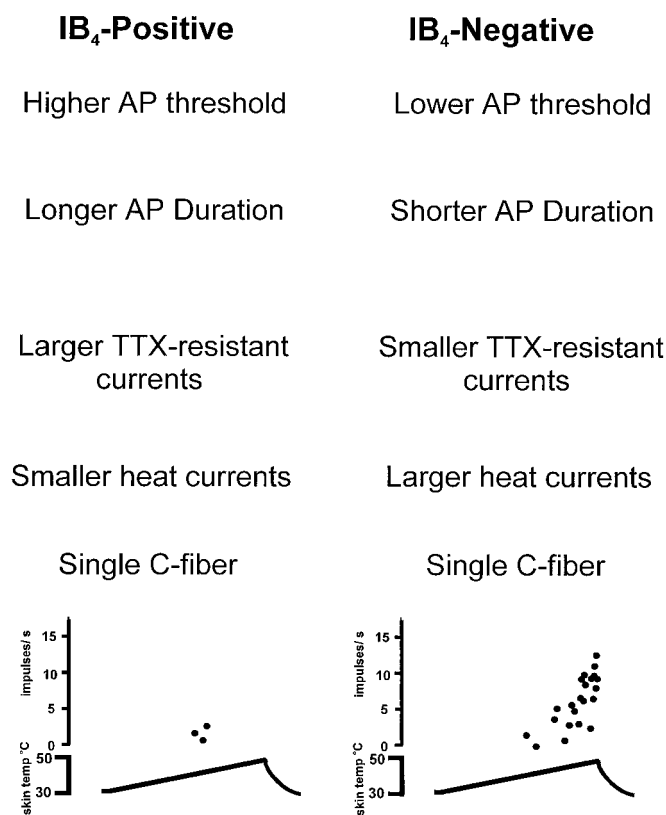 IB₄-Positive IB₄-Negative
Higher AP threshold Lower AP threshold
Longer AP Duration Shorter AP Duration
Larger TTX-resistant Smaller TTX-resistant
currents currents
Smaller heat currents Larger heat currents
Single C-fiber Single C-fiber
impulses/ s
15
10
5
0
skin temp °C
50
30
impulses/ s
15
10
5
0
skin temp °C
50
30